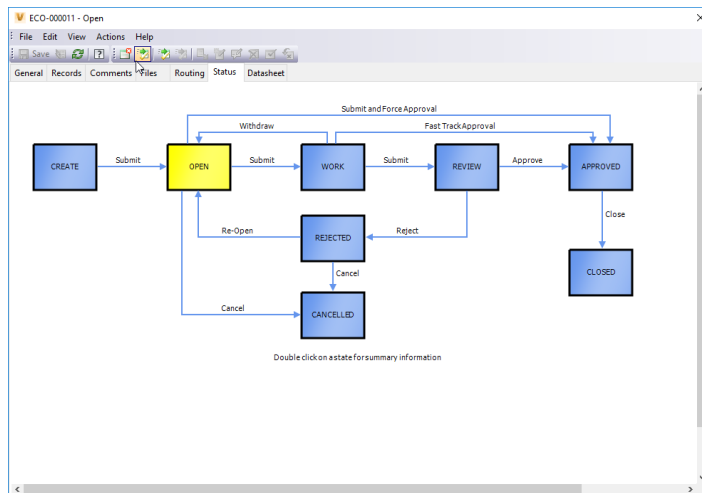 ECO-000011 - Open
File Edit View Actions Help
Save
General Records Comments Files Routing Status Datasheet
Submit and Force Approval
Withdraw Fast Track Approval
CREATE Submit OPEN Submit WORK Submit REVIEW Approve APPROVED
Re-Open REJECTED Reject Close
Cancel CLOSED
Cancel CANCELLED
Double click on a state for summary information